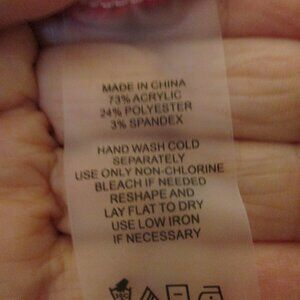 MADE IN CHINA
73% ACRYLIC
24% POLYESTER
3% SPANDEX
HAND WASH COLD
SEPARATELY
USE ONLY NON-CHLORINE
BLEACH IF NEEDED
RESHAPE AND
LAY FLAT TO DRY
USE LOW IRON
IF NECESSARY